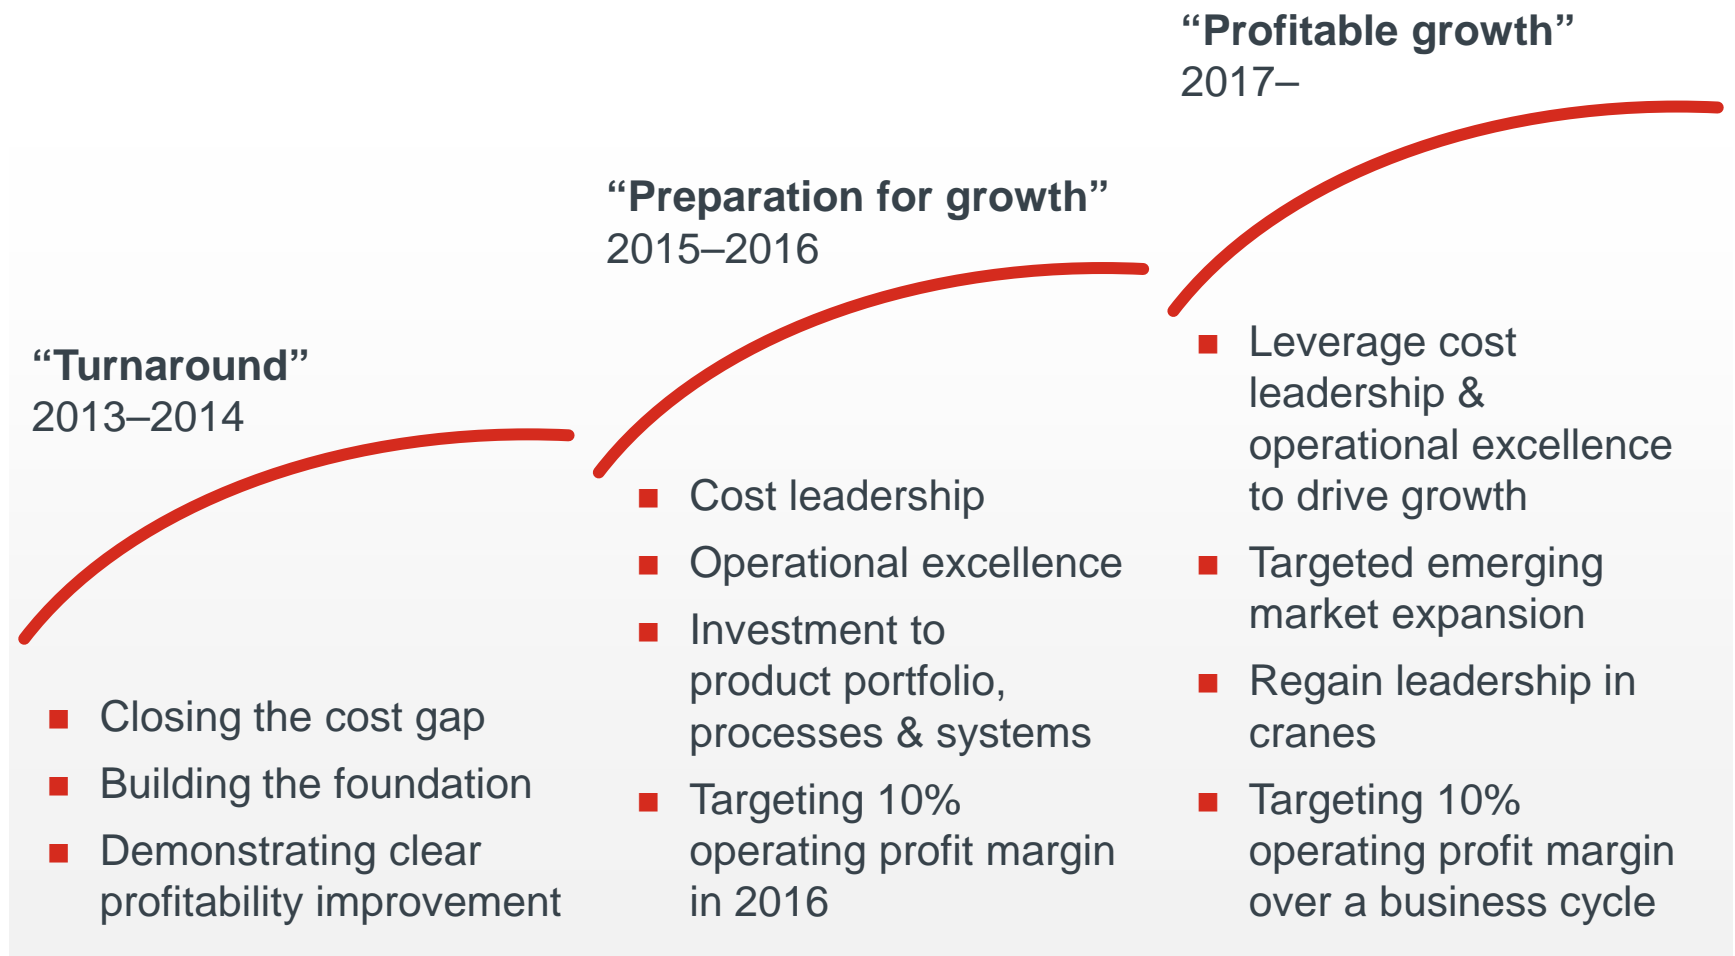 “Turnaround”
2013–2014
Closing the cost gap
Building the foundation
Demonstrating clear
profitability improvement
“Preparation for growth”
2015–2016
Cost leadership
Operational excellence
Investment to
product portfolio,
processes & systems
Targeting 10%
operating profit margin
in 2016
“Profitable growth”
2017–
Leverage cost
leadership &
operational excellence
to drive growth
Targeted emerging
market expansion
Regain leadership in
cranes
Targeting 10%
operating profit margin
over a business cycle